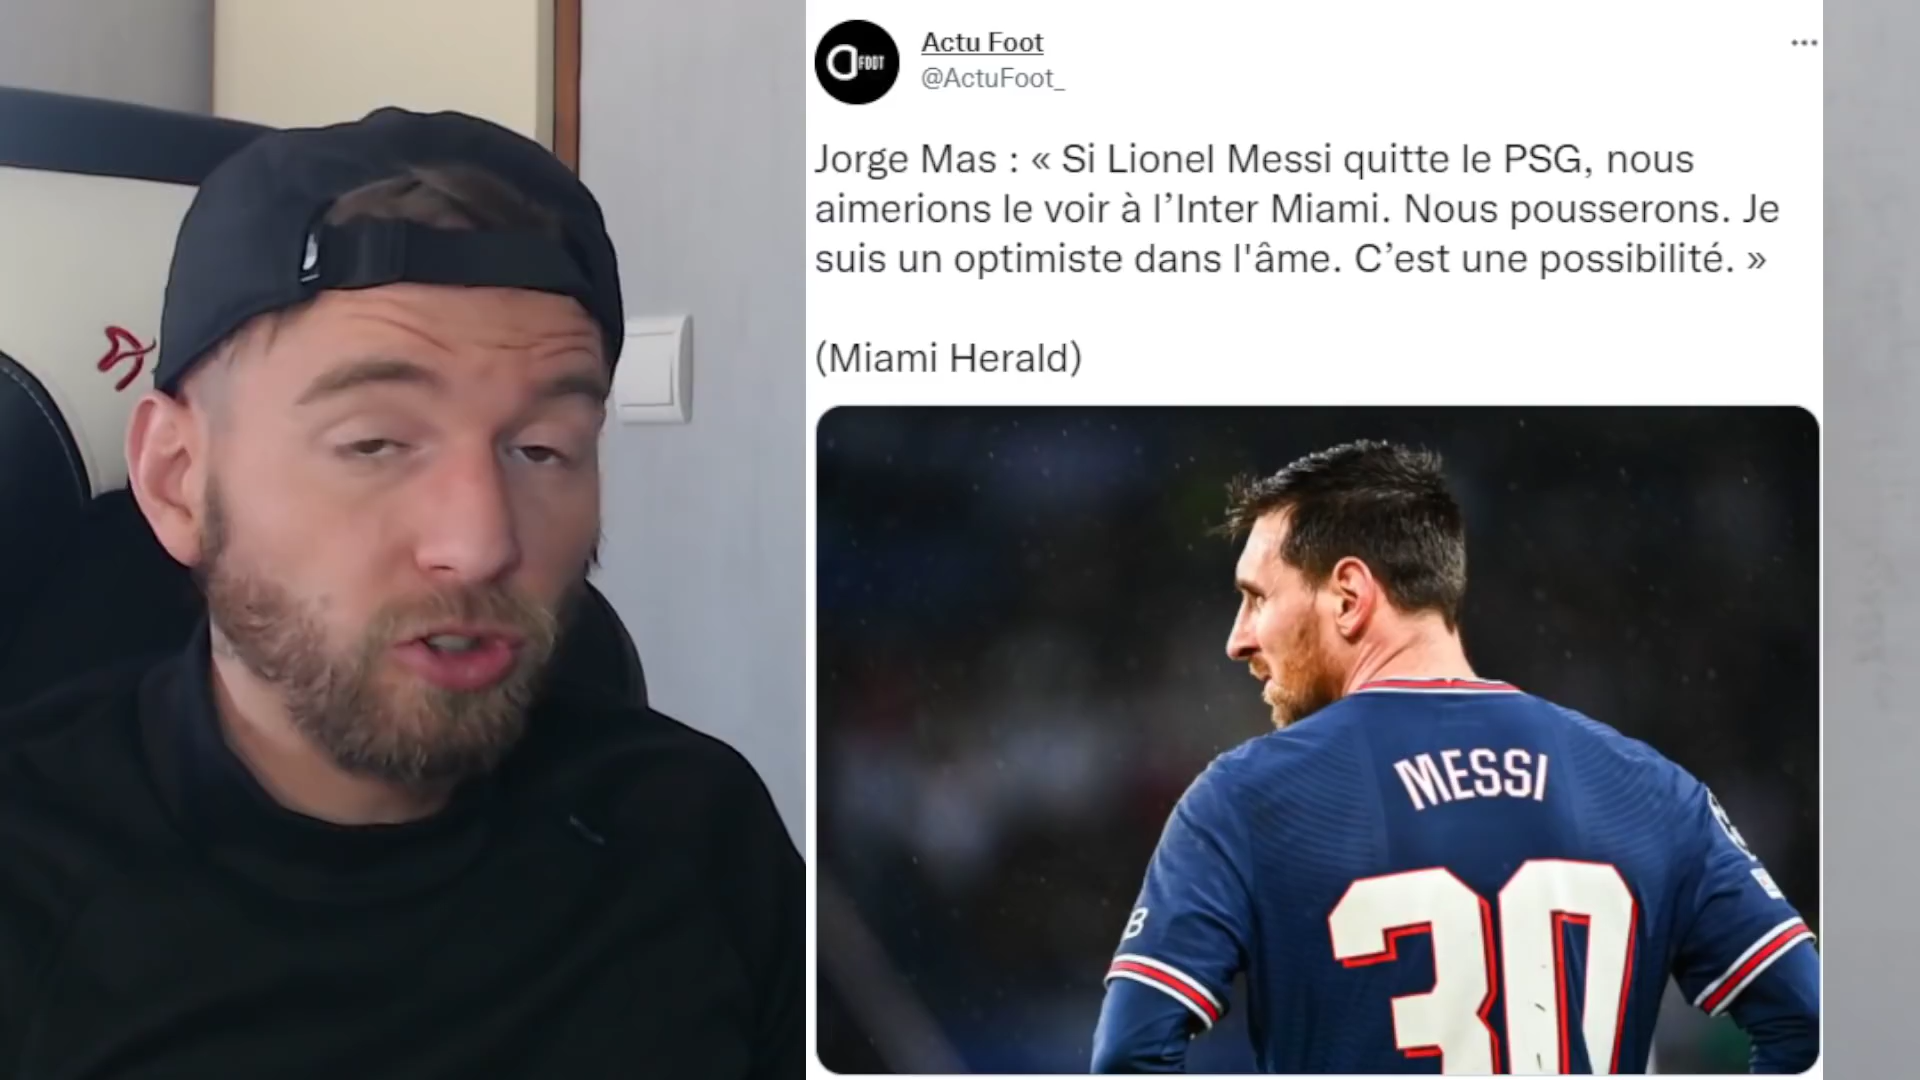 FOOT
Actu Foot
@ActuFoot_
Jorge Mas : « Si Lionel Messi quitte le PSG, nous
aimerions le voir à l’Inter Miami. Nous pousserons. Je
suis un optimiste dans l'âme. C’est une possibilité. »
(Miami Herald)
MESSI
30